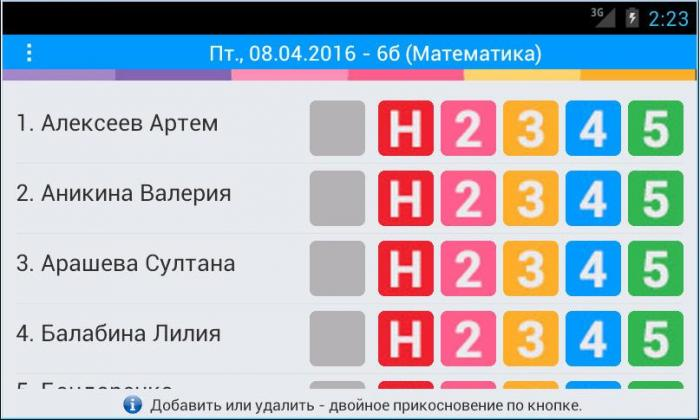 3G 2:23
Пт., 08.04.2016 - 6б (Математика)
1. Алексеев Артем Н 2 3 4 5
2. Аникина Валерия Н 2 3 4 5
3. Арашева Султана Н 2 3 4 5
4. Балабина Лилия Н 2 3 4 5
5.
Добавить или удалить - двойное прикосновение по кнопке.